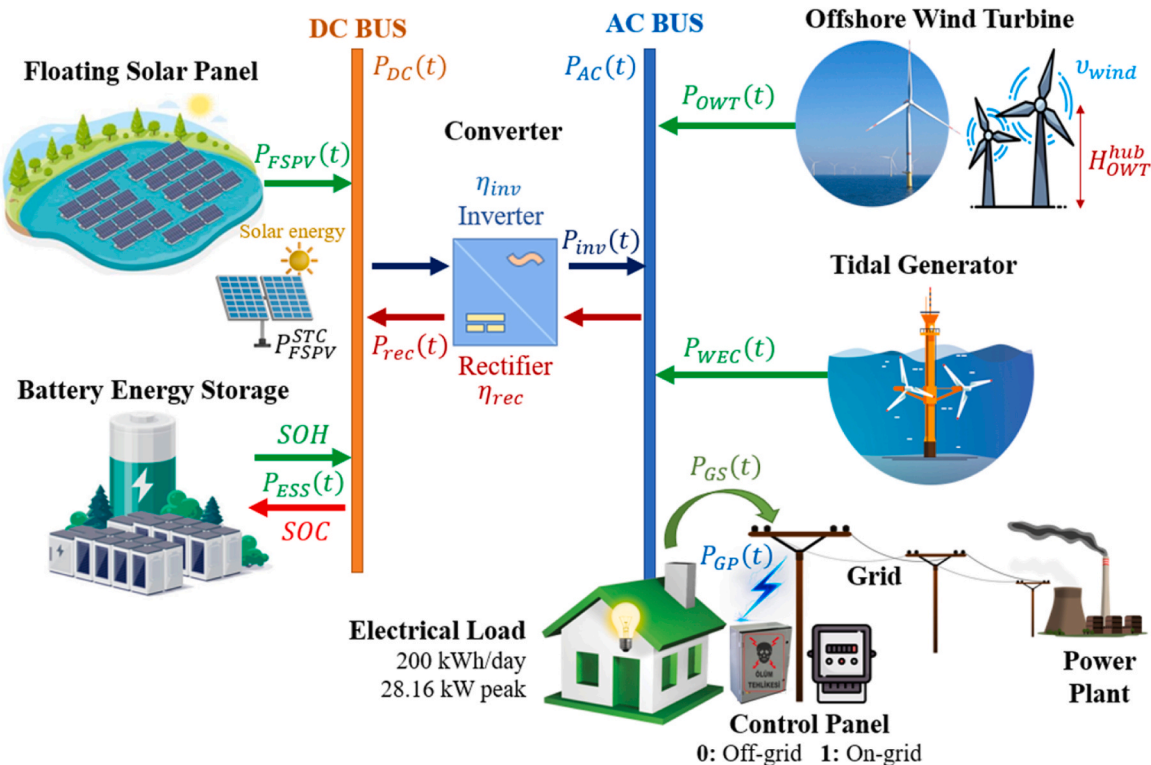 DC BUS
AC BUS
Offshore Wind Turbine
Floating Solar Panel
P_DC(t)
P_AC(t)
υ_wind
P_OWT(t)
Converter
P_FSPV(t)
H_OWT^hub
η_inv
Inverter
Solar energy
P_inv(t)
Tidal Generator
P_FSPV^STC
P_rec(t)
Rectifier
η_rec
P_WEC(t)
Battery Energy Storage
SOH
P_ESS(t)
SOC
P_GS(t)
P_GP(t)
Grid
Electrical Load
200 kWh/day
28.16 kW peak
ÖLÜM
TEHLİKESİ
Power
Plant
Control Panel
0: Off-grid 1: On-grid